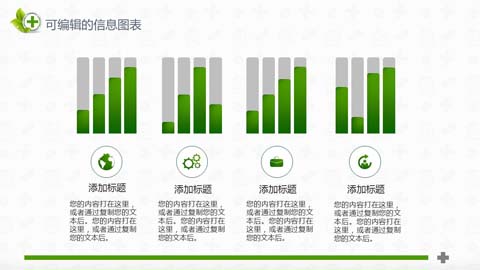 可编辑的信息图表
添加标题
您的内容打在这里，
或者通过复制您的文
本后。您的内容打在
这里，或者通过复制
您的文本后。
添加标题
您的内容打在这里，
或者通过复制您的文
本后。您的内容打在
这里，或者通过复制
您的文本后。
添加标题
您的内容打在这里，
或者通过复制您的文
本后。您的内容打在
这里，或者通过复制
您的文本后。
添加标题
您的内容打在这里，
或者通过复制您的文
本后。您的内容打在
这里，或者通过复制
您的文本后。